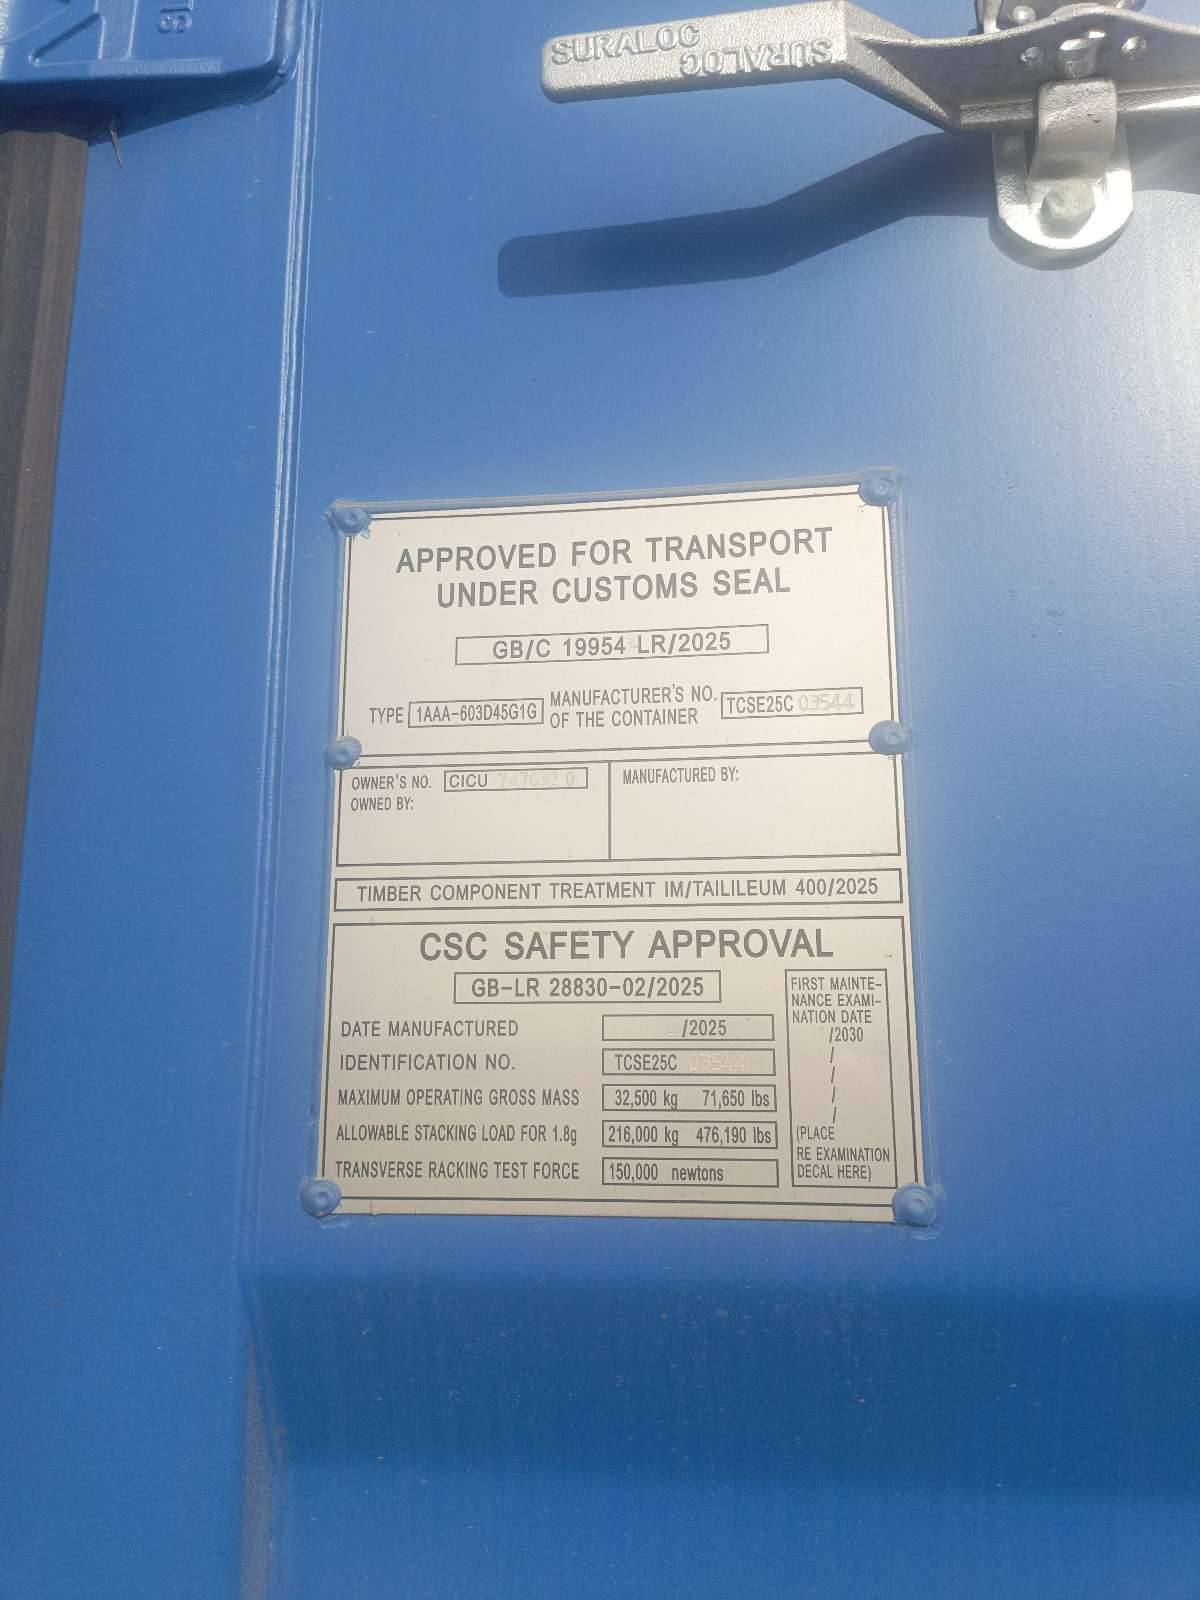 SURALOC
SURALOC
APPROVED FOR TRANSPORT
UNDER CUSTOMS SEAL
GB/C 19954 LR/2025
TYPE 1AAA-603D45G1G MANUFACTURER'S NO. OF THE CONTAINER TCSE25C 03544
OWNER'S NO. CICU 747632 0
OWNED BY:
MANUFACTURED BY:
TIMBER COMPONENT TREATMENT IM/TAILILEUM 400/2025
CSC SAFETY APPROVAL
GB-LR 28830-02/2025
DATE MANUFACTURED /2025
IDENTIFICATION NO. TCSE25C 03544
MAXIMUM OPERATING GROSS MASS 32,500 kg 71,650 lbs
ALLOWABLE STACKING LOAD FOR 1.8g 216,000 kg 476,190 lbs
TRANSVERSE RACKING TEST FORCE 150,000 newtons
FIRST MAINTE-
NANCE EXAMI-
NATION DATE
/2030
/
/
/
/
(PLACE
RE EXAMINATION
DECAL HERE)